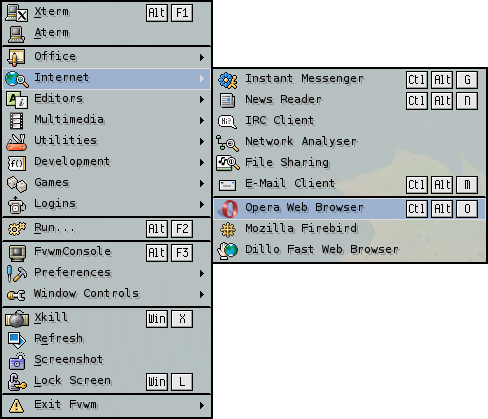 Xterm Alt F1
Aterm
Office
Internet
Editors
Multimedia
Utilities
Development
Games
Logins
Run... Alt F2
FvwmConsole Alt F3
Preferences
Window Controls
Xkill Win X
Refresh
Screenshot
Lock Screen Win L
Exit Fvwm
Instant Messenger Ctl Alt G
News Reader Ctl Alt N
Hi? IRC Client
Network Analyser
File Sharing
E-Mail Client Ctl Alt M
Opera Web Browser Ctl Alt O
Mozilla Firebird
Dillo Fast Web Browser